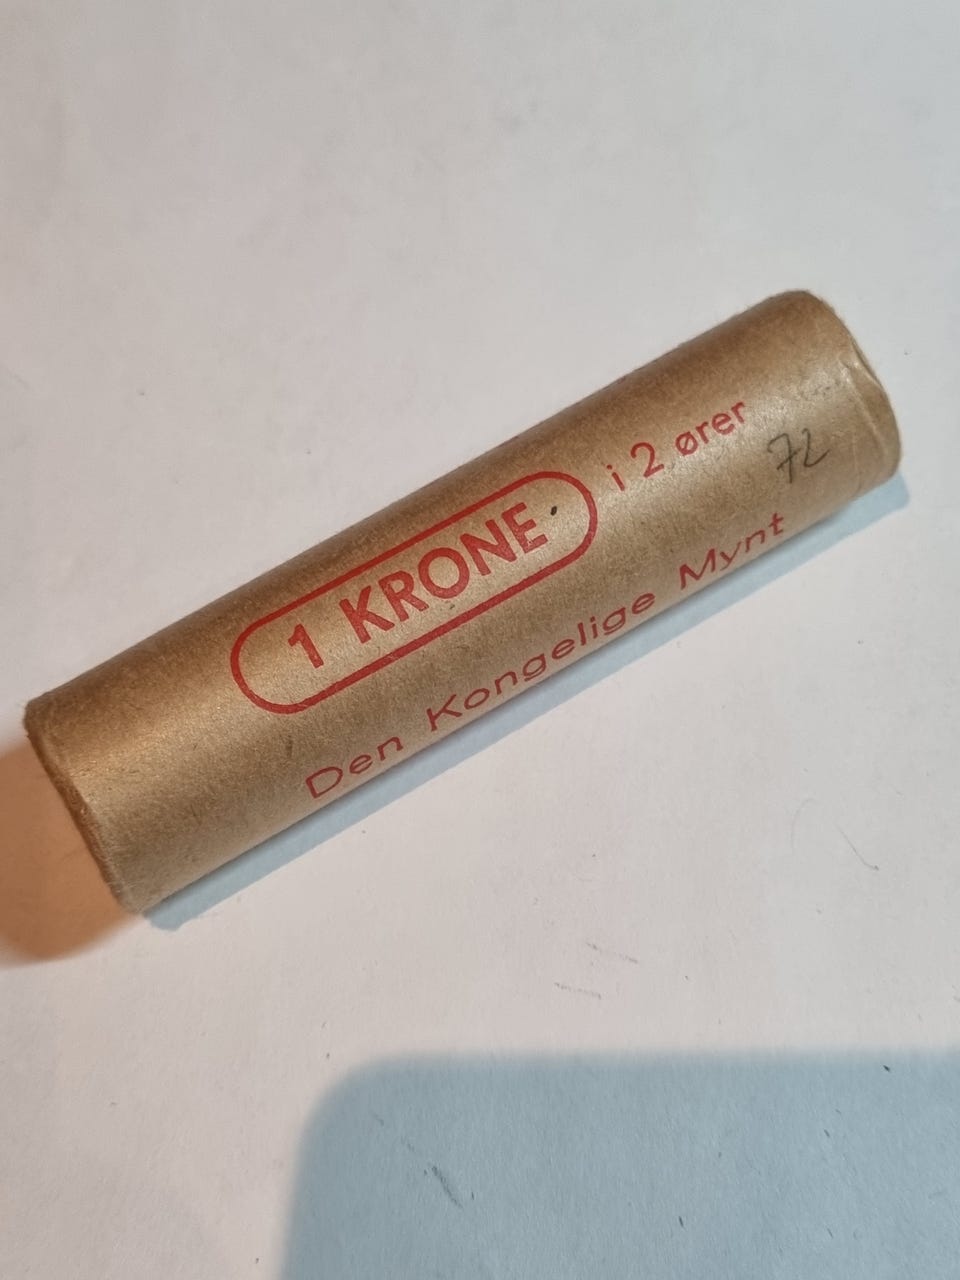 1 KRONE i 2 ører
72
Den Kongelige Mynt